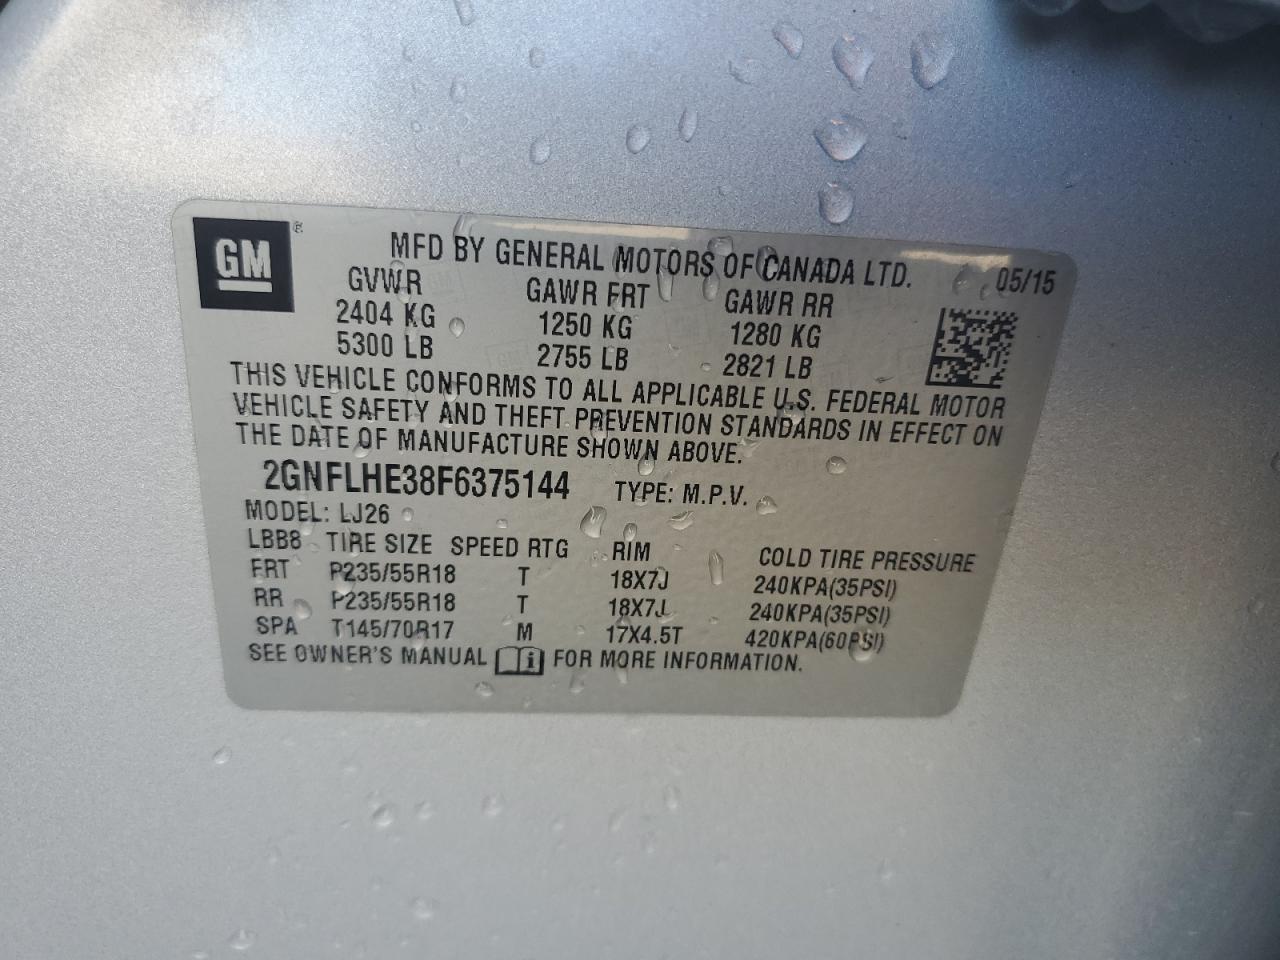 GM ®
MFD BY GENERAL MOTORS OF CANADA LTD. 05/15
GVWR GAWR FRT GAWR RR
2404 KG 1250 KG 1280 KG
5300 LB 2755 LB 2821 LB
THIS VEHICLE CONFORMS TO ALL APPLICABLE U.S. FEDERAL MOTOR
VEHICLE SAFETY AND THEFT PREVENTION STANDARDS IN EFFECT ON
THE DATE OF MANUFACTURE SHOWN ABOVE.
2GNFLHE38F6375144 TYPE: M.P.V.
MODEL: LJ26
LBB8 TIRE SIZE SPEED RTG RIM COLD TIRE PRESSURE
FRT P235/55R18 T 18X7J 240KPA(35PSI)
RR P235/55R18 T 18X7J 240KPA(35PSI)
SPA T145/70R17 M 17X4.5T 420KPA(60PSI)
SEE OWNER'S MANUAL i FOR MORE INFORMATION.